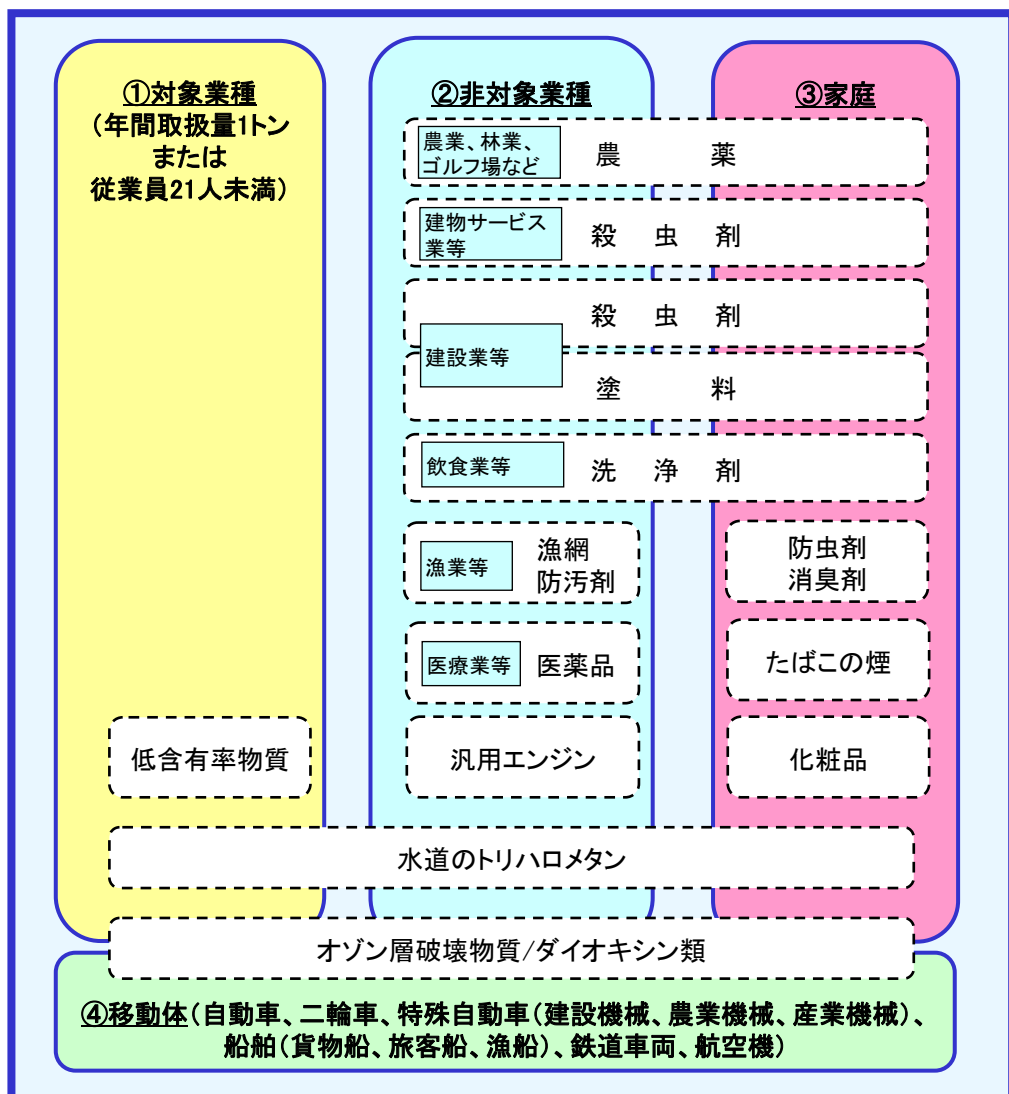 ①対象業種
（年間取扱量1トン
または
従業員21人未満）
②非対象業種
③家庭
農業、林業、
ゴルフ場など
農薬
建物サービス
業等
殺虫剤
殺虫剤
建設業等
塗料
飲食業等
洗浄剤
漁業等
漁網
防汚剤
防虫剤
消臭剤
医療業等
医薬品
たばこの煙
低含有率物質
汎用エンジン
化粧品
水道のトリハロメタン
オゾン層破壊物質/ダイオキシン類
④移動体（自動車、二輪車、特殊自動車（建設機械、農業機械、産業機械）、
船舶（貨物船、旅客船、漁船）、鉄道車両、航空機）